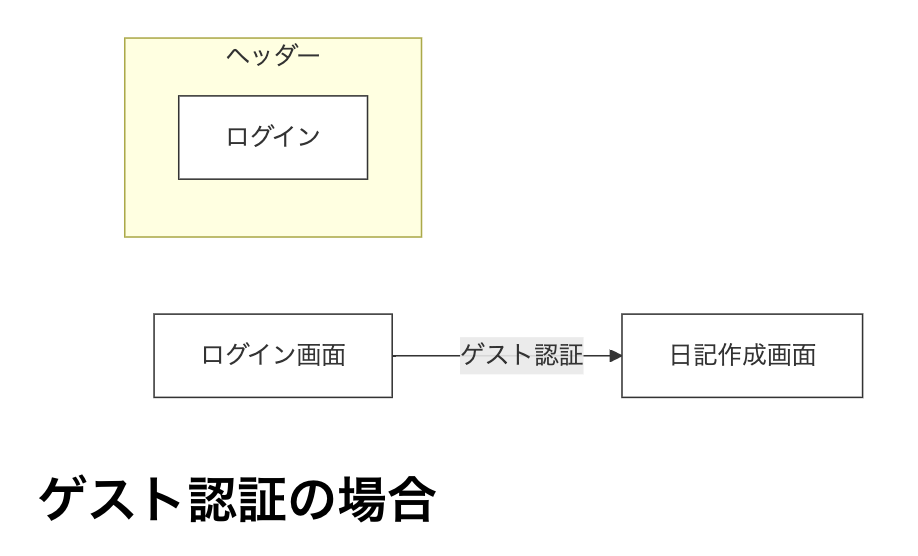 ヘッダー
ログイン
ログイン画面
ゲスト認証
日記作成画面
ゲスト認証の場合